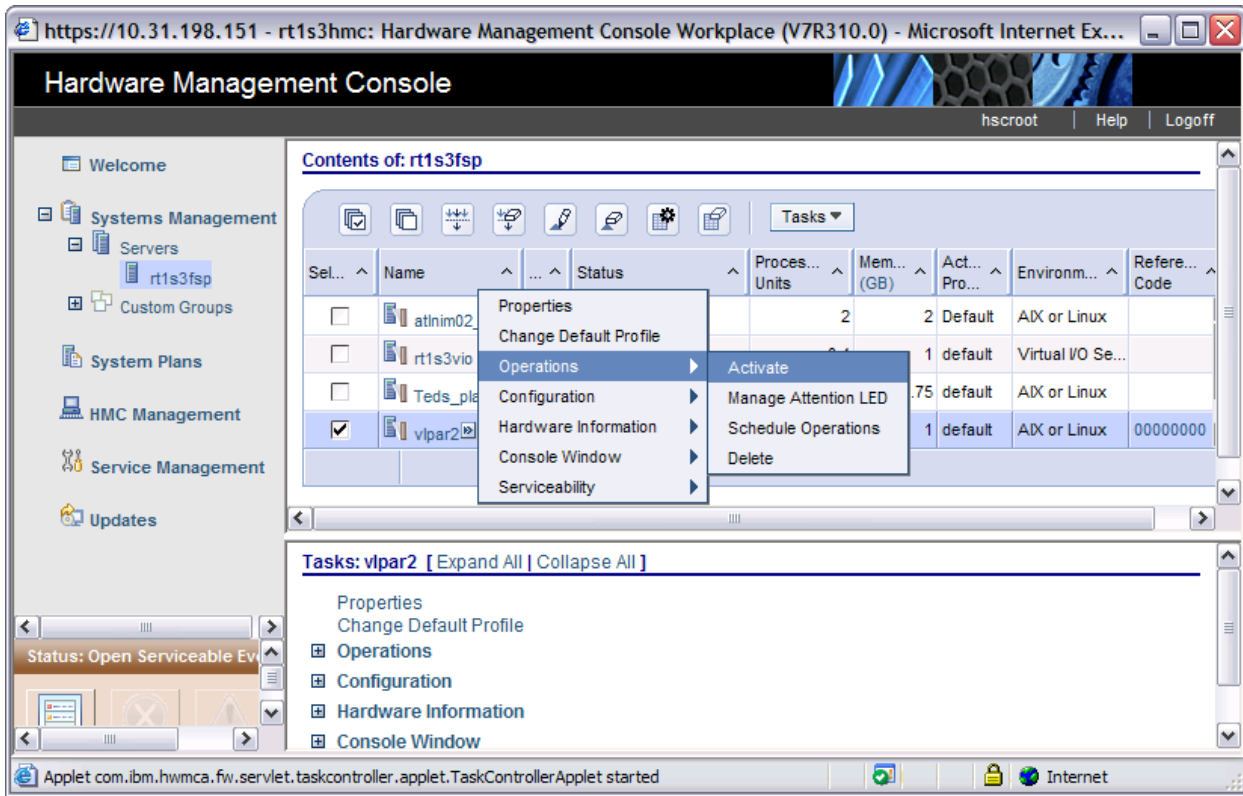 https://10.31.198.151 - rt1s3hmc: Hardware Management Console Workplace (V7R310.0) - Microsoft Internet Ex...
Hardware Management Console
hscroot | Help | Logoff
Welcome
Systems Management
Servers
rt1s3fsp
Custom Groups
System Plans
HMC Management
Service Management
Updates
Status: Open Serviceable Eve
Contents of: rt1s3fsp
Tasks
Sel... Name ... Status Proces... Units Mem... (GB) Act... Pro... Environm... Refere... Code
atlnim02_ 2 2 Default AIX or Linux
rt1s3vio 1 default Virtual I/O Se...
Teds_pla .75 default AIX or Linux
vlpar2 1 default AIX or Linux 00000000
Properties
Change Default Profile
Operations
Configuration
Hardware Information
Console Window
Serviceability
Activate
Manage Attention LED
Schedule Operations
Delete
Tasks: vlpar2 [ Expand All | Collapse All ]
Properties
Change Default Profile
Operations
Configuration
Hardware Information
Console Window
Applet com.ibm.hwmca.fw.servlet.taskcontroller.applet.TaskControllerApplet started
Internet